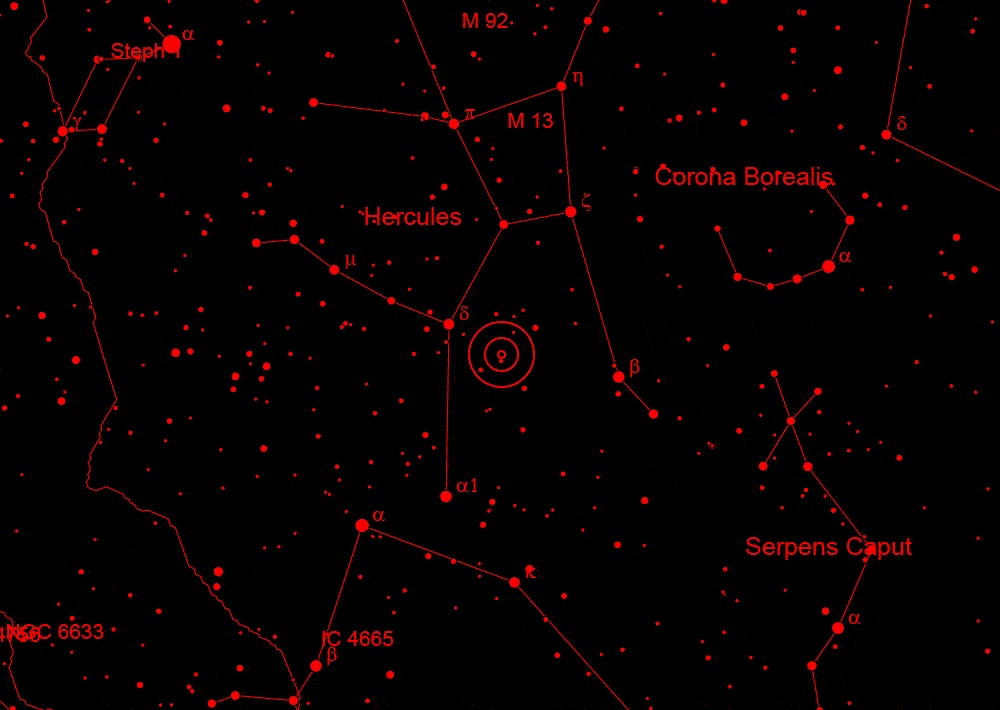 M 92
α
Steph 1
η
π
M 13
γ
δ
Corona Borealis
ζ
Hercules
α
μ
δ
β
α1
α
Serpens Caput
κ
α
NGC 6633
IC 4665
β